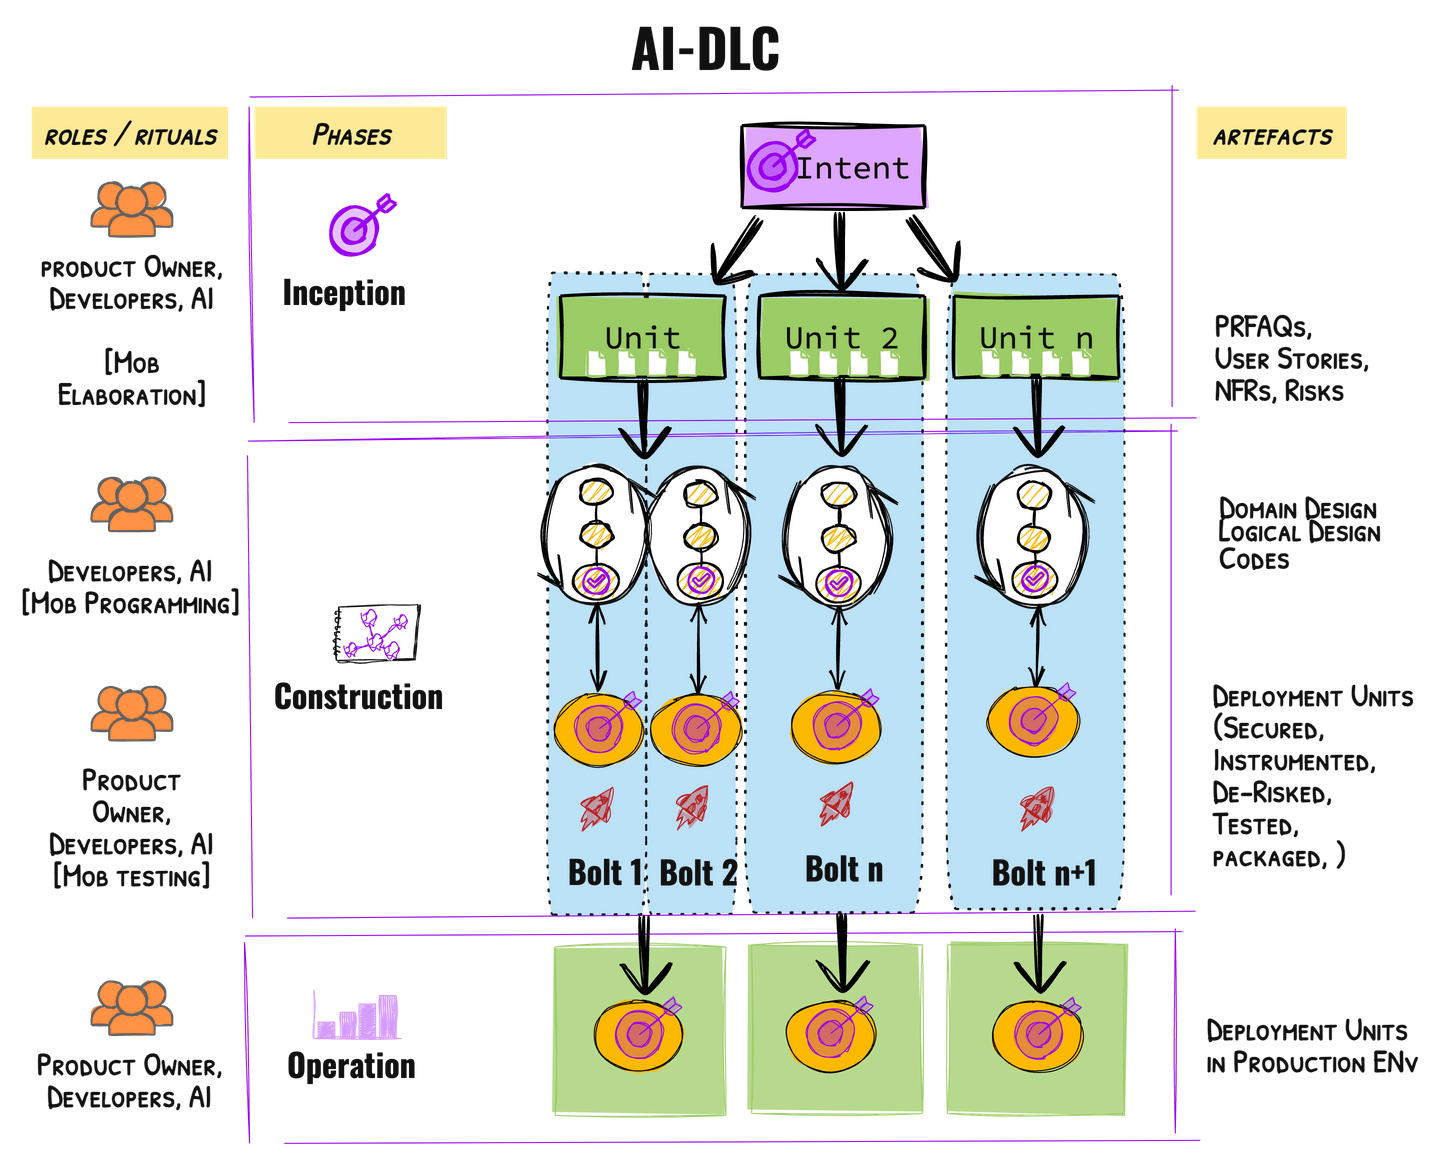 AI-DLC
ROLES / RITUALS
PHASES
ARTEFACTS
Intent
PRODUCT OWNER,
DEVELOPERS, AI
[MOB
ELABORATION]
Inception
Unit
Unit 2
Unit n
PRFAQs,
USER STORIES,
NFRs, RISKS
DEVELOPERS, AI
[MOB PROGRAMMING]
Construction
DOMAIN DESIGN
LOGICAL DESIGN
CODES
PRODUCT
OWNER,
DEVELOPERS, AI
[MOB TESTING]
Bolt 1
Bolt 2
Bolt n
Bolt n+1
DEPLOYMENT UNITS
(SECURED,
INSTRUMENTED,
DE-RISKED,
TESTED,
PACKAGED, )
PRODUCT OWNER,
DEVELOPERS, AI
Operation
DEPLOYMENT UNITS
IN PRODUCTION ENV